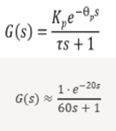 G(s) = K_p e^{-θ_p s} / τs + 1
G(s) ≈ 1 · e^{-20s} / 60s + 1